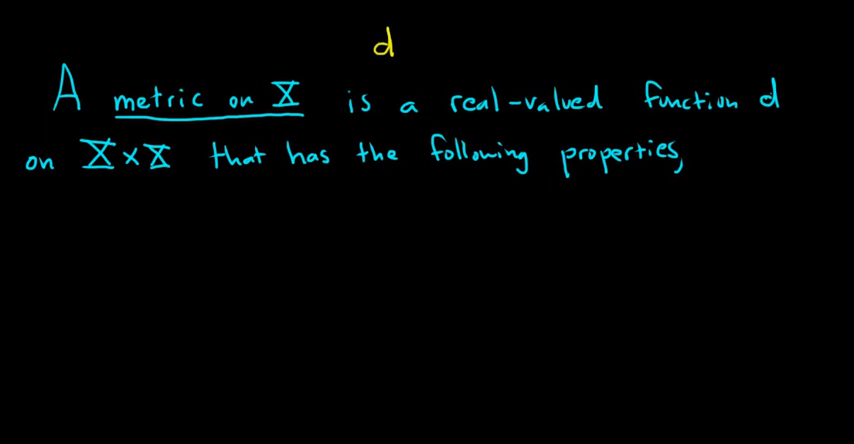 d
A metric on X is a real-valued function d
on X×X that has the following properties,